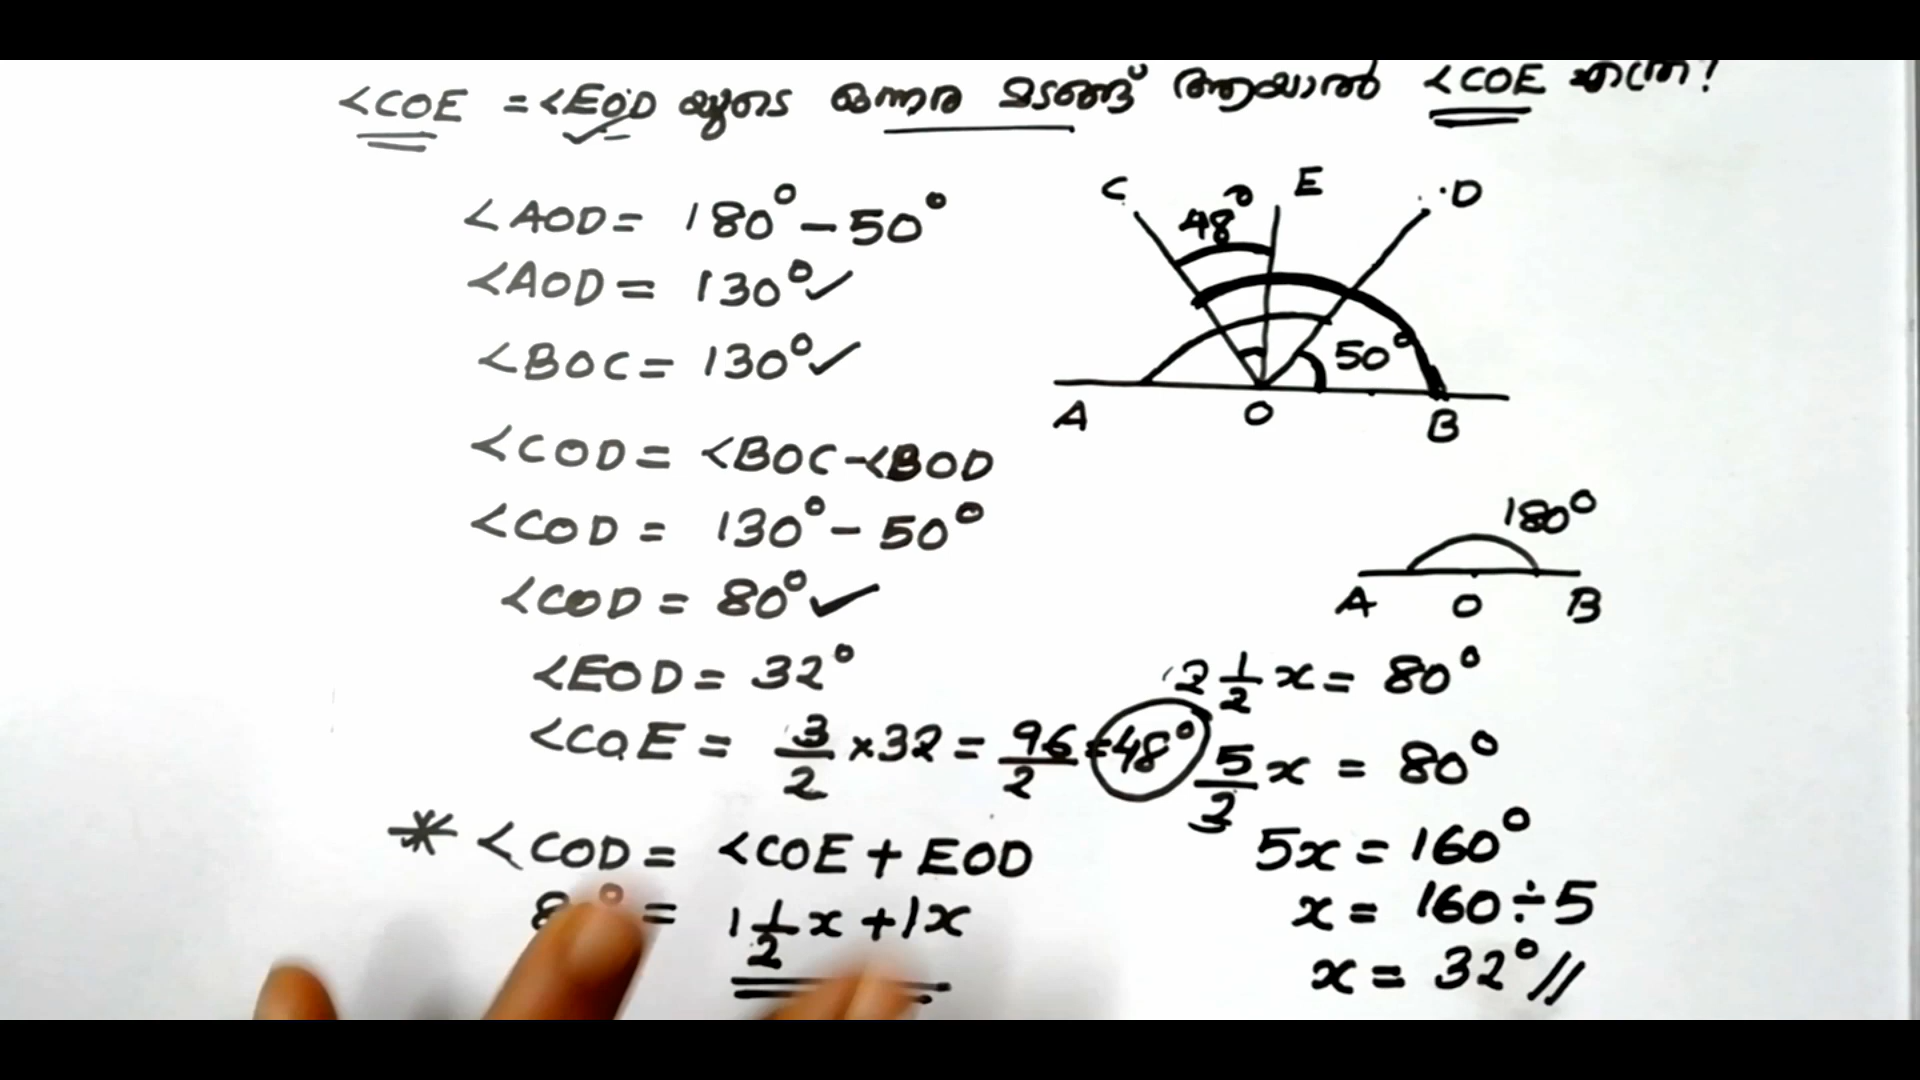 <COE = <EOD യുടെ ഒന്നര മടങ്ങ് ആയാൽ <COE എത്ര?
<AOD = 180° - 50°
<AOD = 130° ✓
<BOC = 130° ✓
<COD = <BOC - <BOD
<COD = 130° - 50°
<COD = 80° ✓
<EOD = 32°
<COE = 3/2 × 32 = 96/2 = 48°
* <COD = <COE + EOD
= 1 1/2 x + 1x
C 48° E D
50°
A O B
180°
A O B
2 1/2 x = 80°
5/2 x = 80°
5x = 160°
x = 160 ÷ 5
x = 32° //